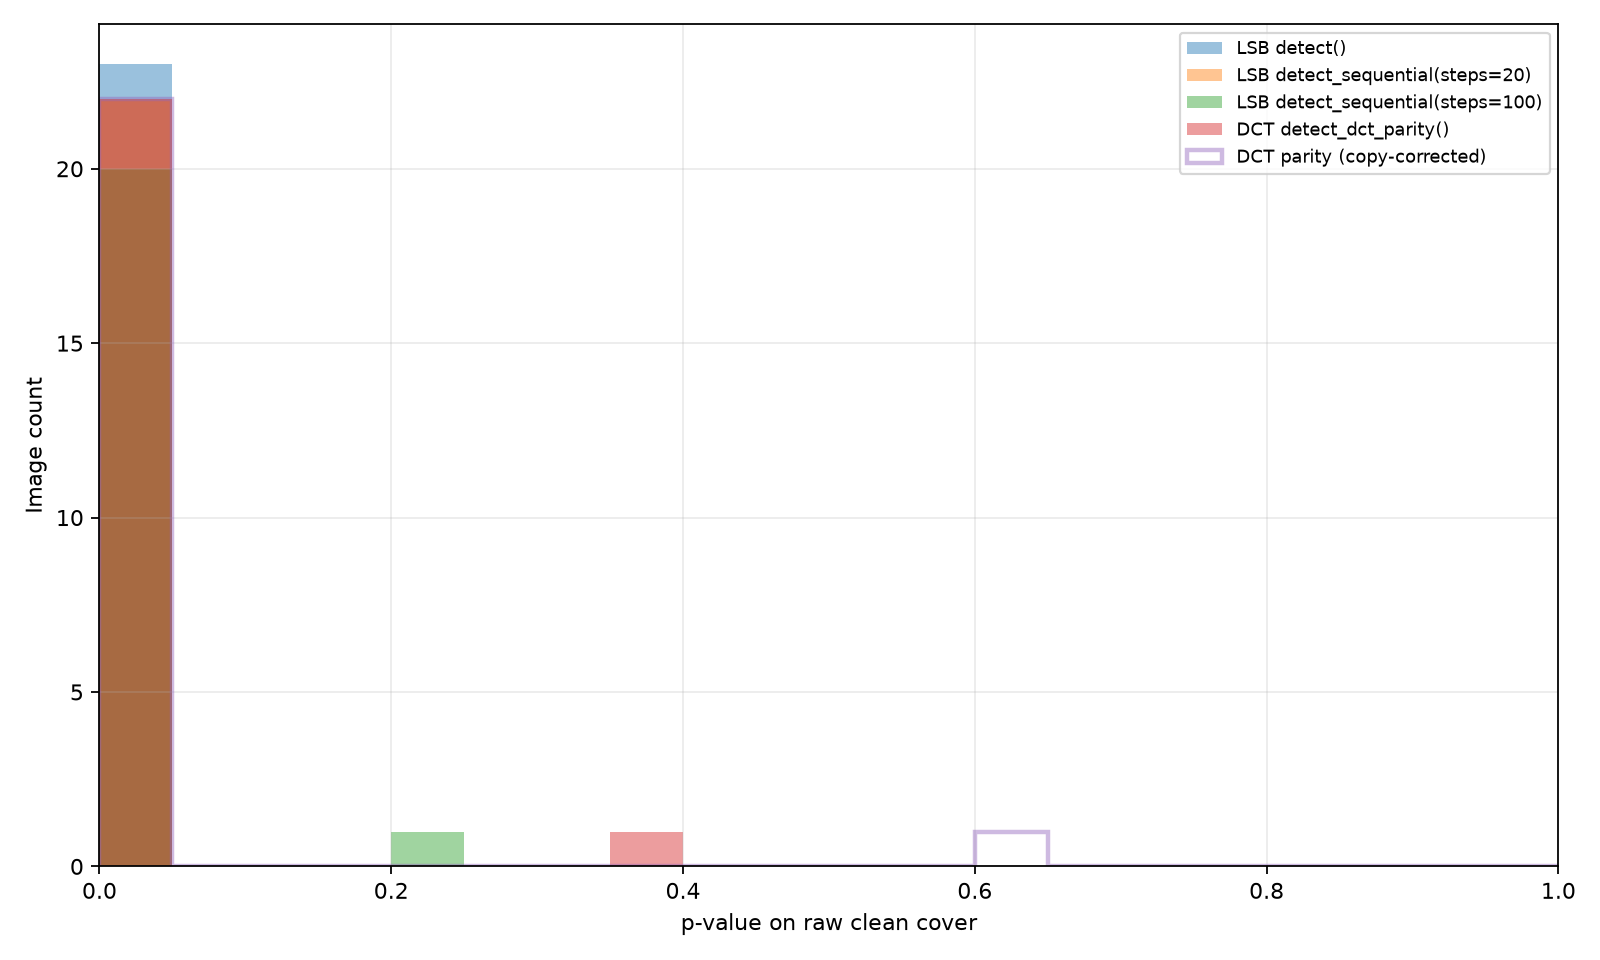 LSB detect()
LSB detect_sequential(steps=20)
LSB detect_sequential(steps=100)
DCT detect_dct_parity()
DCT parity (copy-corrected)
Image count
20
15
10
5
0
0.0 0.2 0.4 0.6 0.8 1.0
p-value on raw clean cover